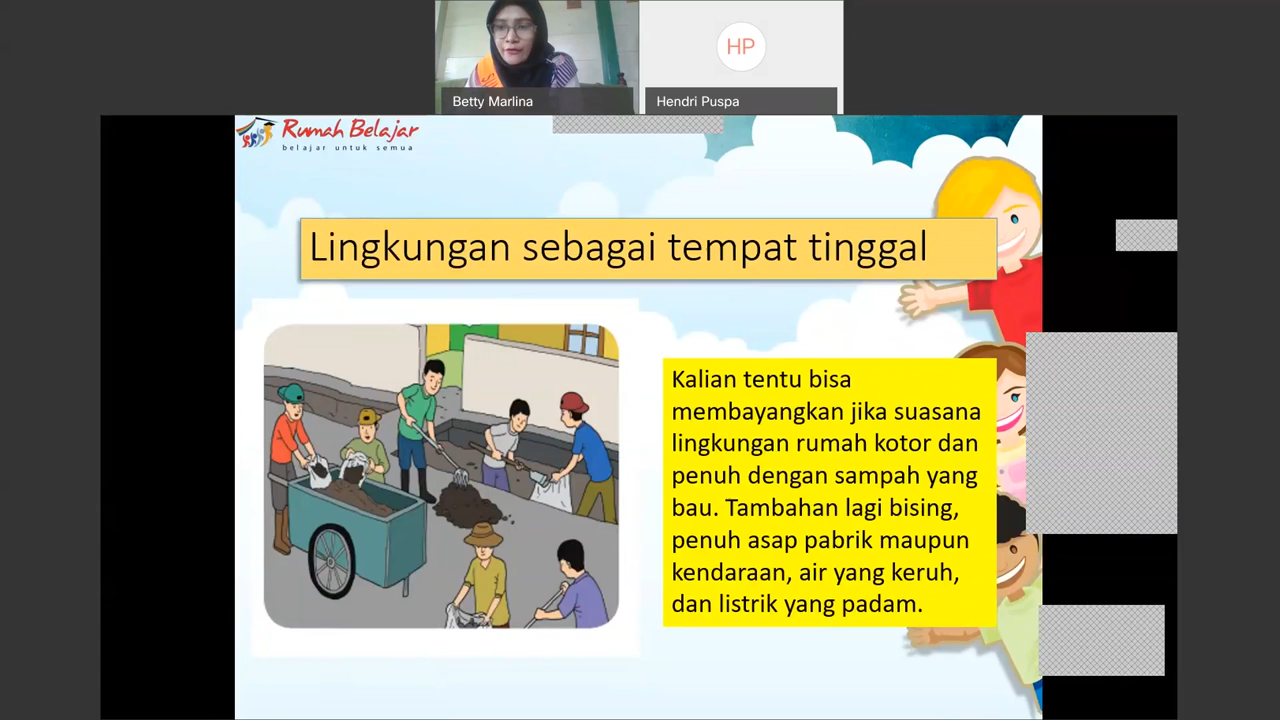 HP
Betty Marlina
Hendri Puspa
Rumah Belajar
belajar untuk semua
Lingkungan sebagai tempat tinggal
Kalian tentu bisa
membayangkan jika suasana
lingkungan rumah kotor dan
penuh dengan sampah yang
bau. Tambahan lagi bising,
penuh asap pabrik maupun
kendaraan, air yang keruh,
dan listrik yang padam.